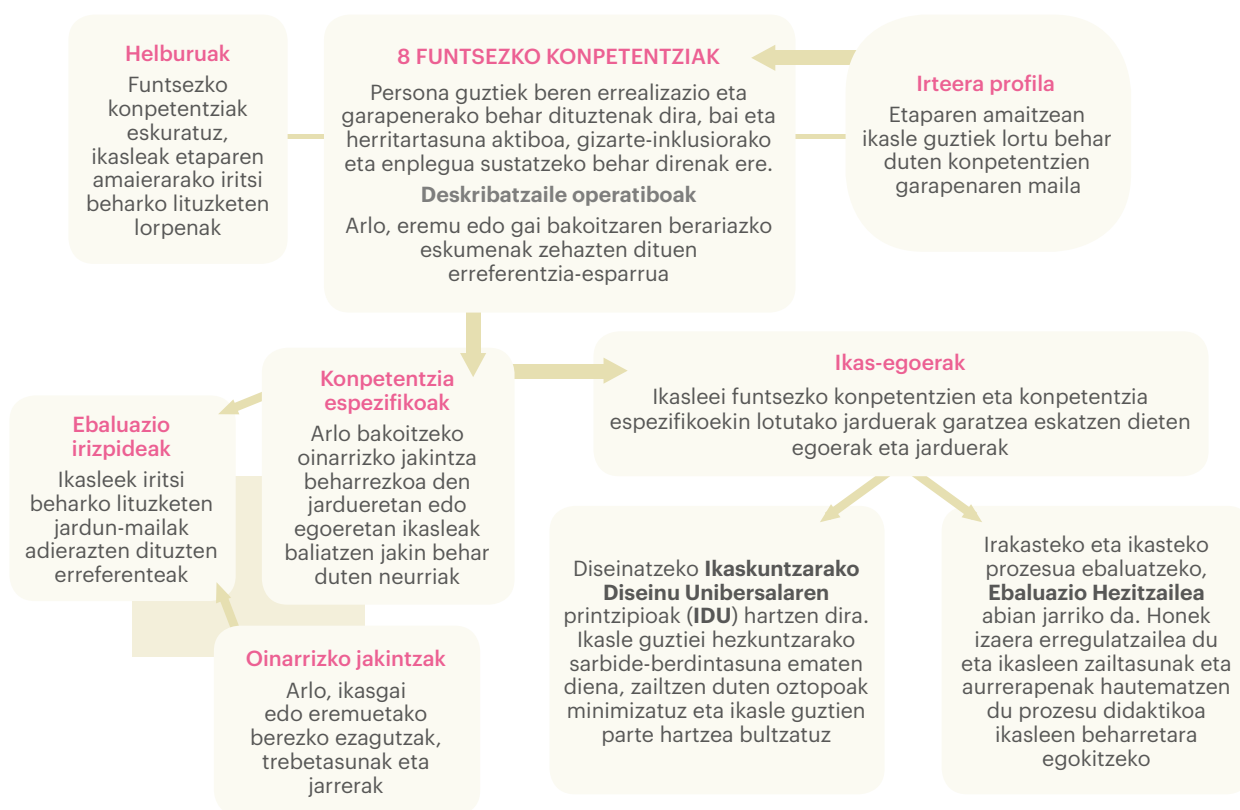 Helburuak
Funtsezko
konpetentziak
eskuratuz,
ikasleak etaparen
amaierarako iritsi
beharko lituzketen
lorpenak
8 FUNTSEZKO KONPETENTZIAK
Persona guztiek beren errealizazio eta
garapenerako behar dituztenak dira, bai eta
herritartasuna aktiboa, gizarte-inklusiorako
eta enplegua sustatzeko behar direnak ere.
Deskribatzaile operatiboak
Arlo, eremu edo gai bakoitzaren berariazko
eskumenak zehazten dituen
erreferentzia-esparrua
Irteera profila
Etaparen amaitzean
ikasle guztiek lortu behar
duten konpetentzien
garapenaren maila
Konpetentzia
espezifikoak
Arlo bakoitzeko
oinarrizko jakintza
beharrezkoa den
jardueretan edo
egoeretan ikasleak
baliatzen jakin behar
duten neurriak
Ikas-egoerak
Ikasleei funtsezko konpetentzien eta konpetentzia
espezifikoekin lotutako jarduerak garatzea eskatzen dieten
egoerak eta jarduerak
Ebaluazio
irizpideak
Ikasleek iritsi
beharko lituzketen
jardun-mailak
adierazten dituzten
erreferenteak
Oinarrizko jakintzak
Arlo, ikasgai
edo eremuetako
berezko ezagutzak,
trebetasunak eta
jarrerak
Diseinatzeko Ikaskuntzarako
Diseinu Unibersalaren
printzipioak (IDU) hartzen dira.
Ikasle guztiei hezkuntzarako
sarbide-berdintasuna ematen
diena, zailtzen duten oztopoak
minimizatuz eta ikasle guztien
parte hartzea bultzatuz
Irakasteko eta ikasteko
prozesua ebaluatzeko,
Ebaluazio Hezitzailea
abian jarriko da. Honek
izaera erregulatzailea du
eta ikasleen zailtasunak eta
aurrerapenak hautematzen
du prozesu didaktikoa
ikasleen beharretara
egokitzeko